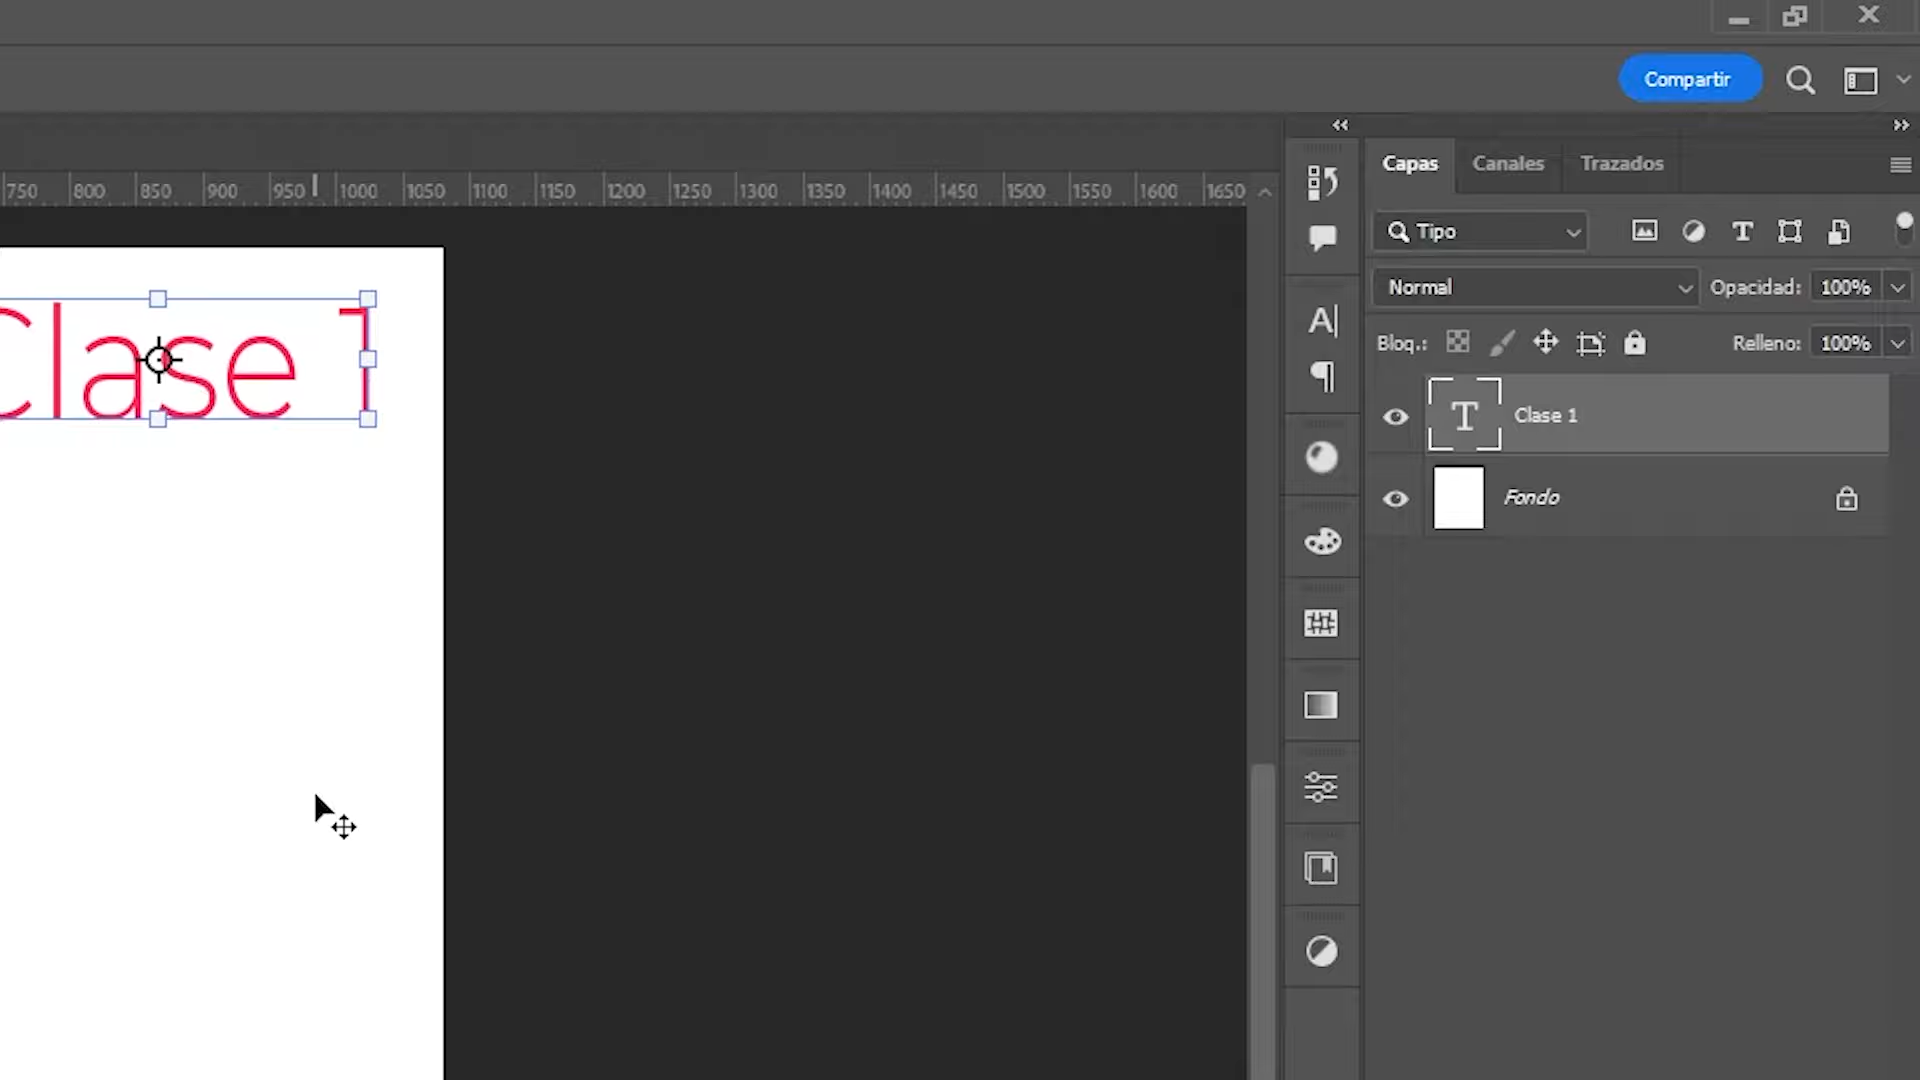 Compartir
Capas Canales Trazados
750 800 850 900 950 1000 1050 1100 1150 1200 1250 1300 1350 1400 1450 1500 1550 1600 1650
Tipo
Normal Opacidad: 100%
Bloq.: Relleno: 100%
Clase 1
Clase 1
Fondo